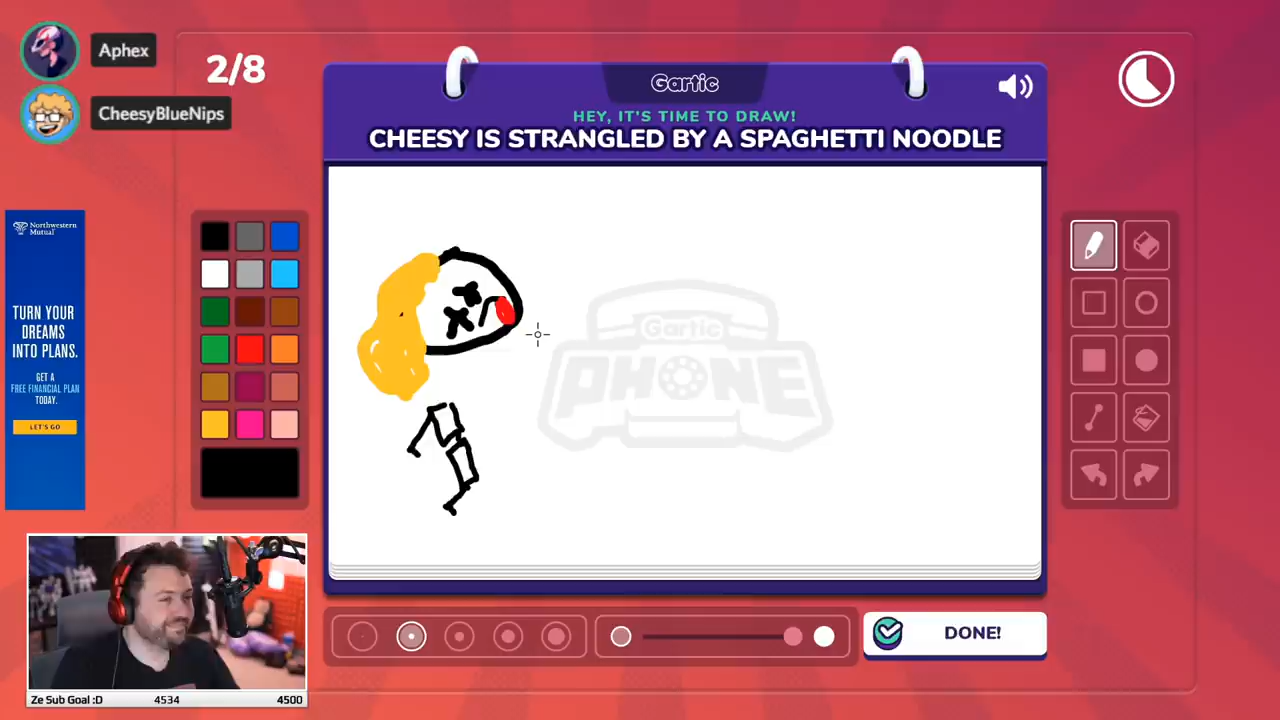 Aphex
CheesyBlueNips
2/8
Gartic
HEY, IT'S TIME TO DRAW!
CHEESY IS STRANGLED BY A SPAGHETTI NOODLE
Gartic
PHONE
Northwestern
Mutual
TURN YOUR
DREAMS
INTO PLANS.
GET A
FREE FINANCIAL PLAN
TODAY.
LET'S GO
DONE!
Ze Sub Goal :D 4534 4500